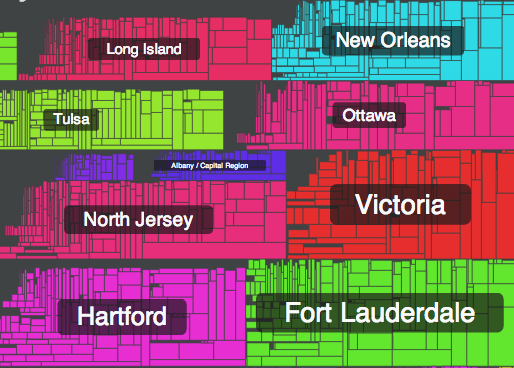 Long Island
New Orleans
Tulsa
Ottawa
Albany / Capital Region
North Jersey
Victoria
Hartford
Fort Lauderdale